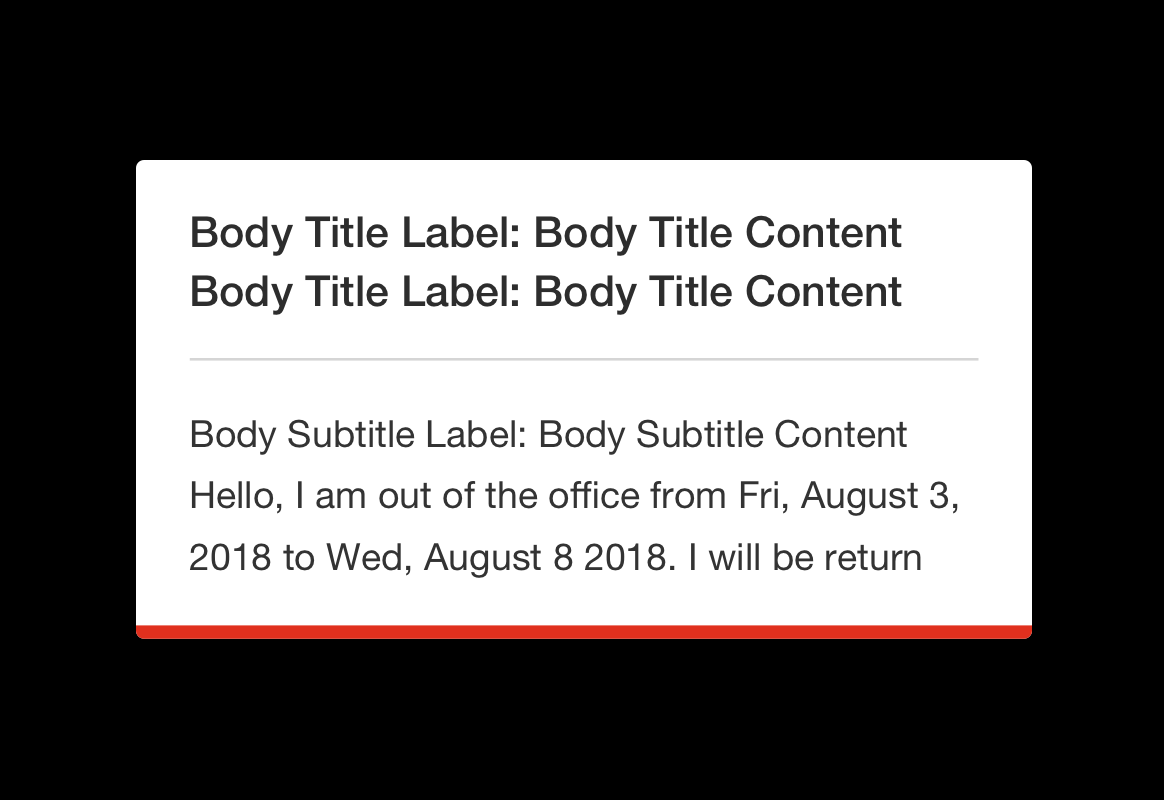 Body Title Label: Body Title Content
Body Title Label: Body Title Content
Body Subtitle Label: Body Subtitle Content
Hello, I am out of the office from Fri, August 3,
2018 to Wed, August 8 2018. I will be return